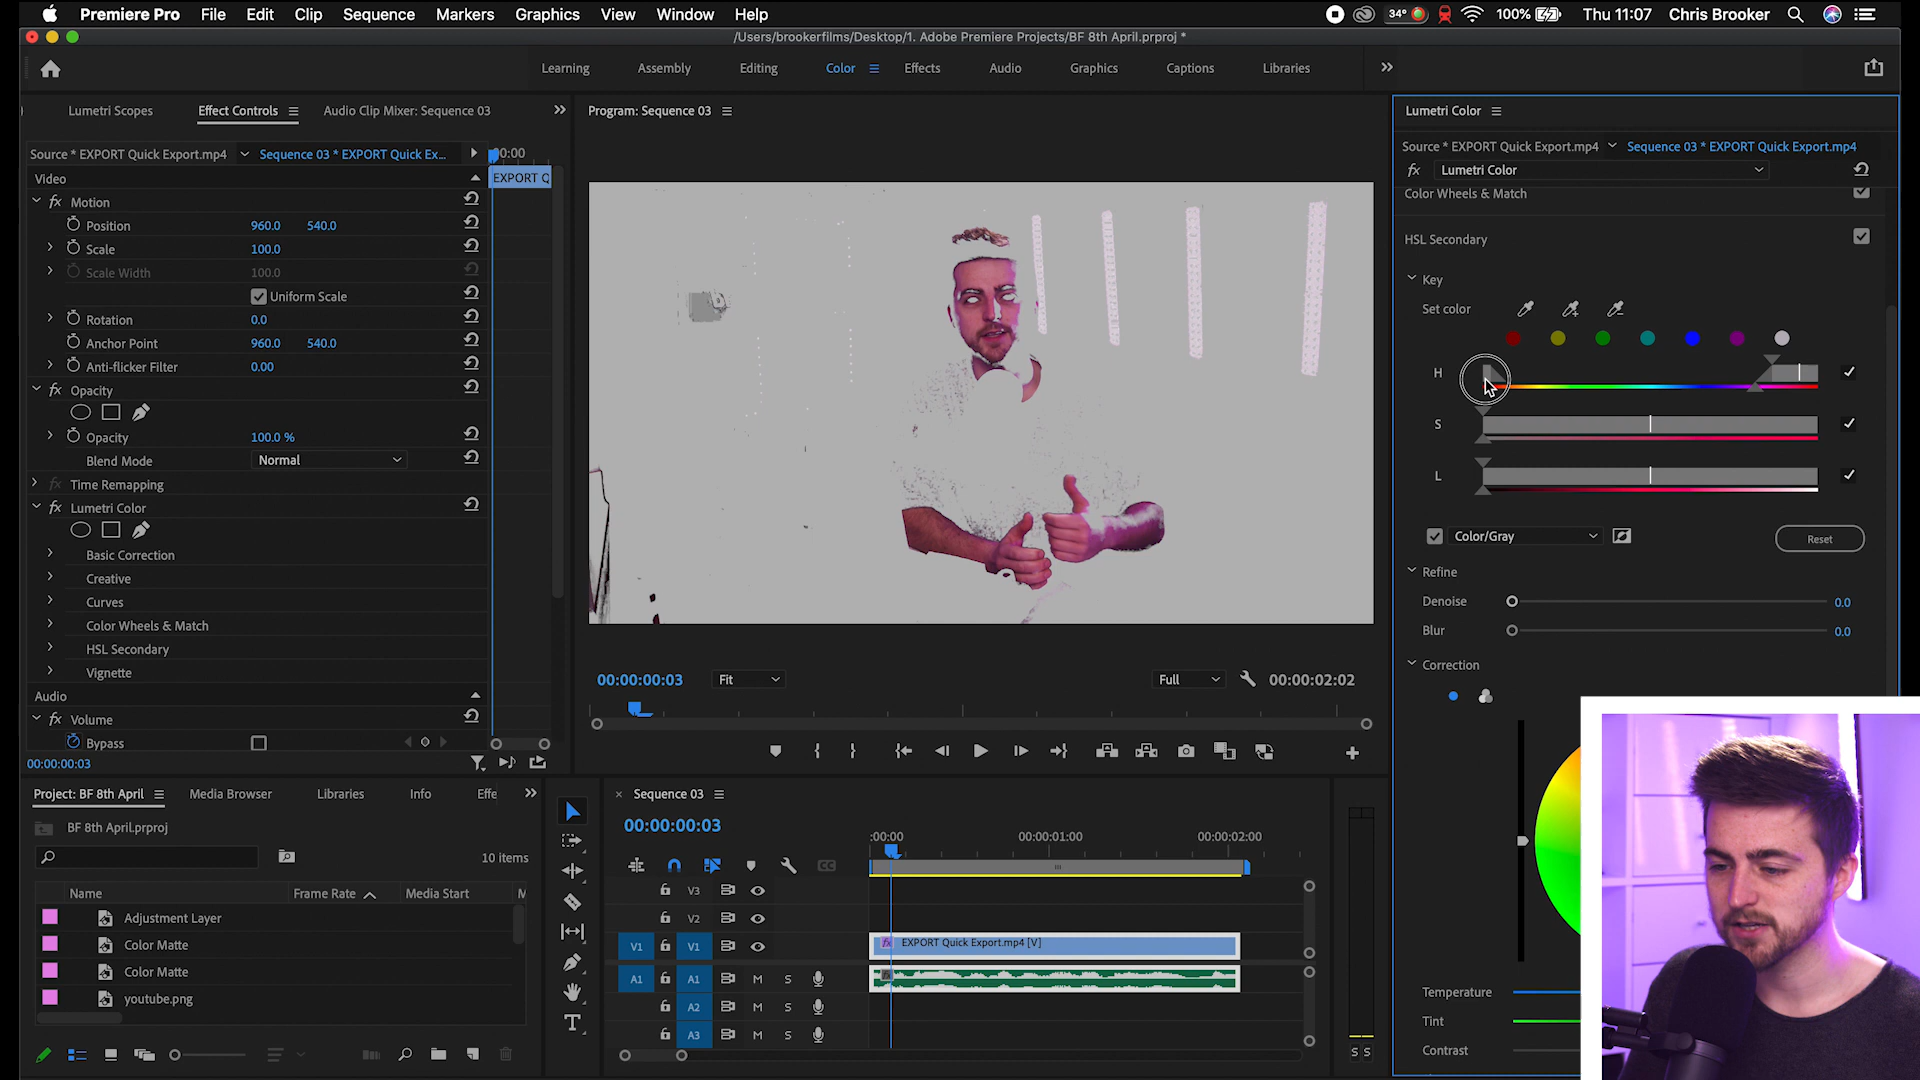 Premiere Pro File Edit Clip Sequence Markers Graphics View Window Help 34° 100% Thu 11:07 Chris Brooker
/Users/brookerfilms/Desktop/1. Adobe Premiere Projects/BF 8th April.prproj *
Learning Assembly Editing Color Effects Audio Graphics Captions Libraries
Lumetri Scopes Effect Controls Audio Clip Mixer: Sequence 03
Source * EXPORT Quick Export.mp4 Sequence 03 * EXPORT Quick Ex... 00:00
Video EXPORT Q
Motion
Position 960.0 540.0
Scale 100.0
Scale Width 100.0
Uniform Scale
Rotation 0.0
Anchor Point 960.0 540.0
Anti-flicker Filter 0.00
Opacity
Opacity 100.0 %
Blend Mode Normal
Time Remapping
Lumetri Color
Basic Correction
Creative
Curves
Color Wheels & Match
HSL Secondary
Vignette
Audio
Volume
Bypass
00:00:00:03
Program: Sequence 03
00:00:00:03 Fit Full 00:00:02:02
Lumetri Color
Source * EXPORT Quick Export.mp4 Sequence 03 * EXPORT Quick Export.mp4
fx Lumetri Color
Color Wheels & Match
HSL Secondary
Key
Set color
H
S
L
Color/Gray Reset
Refine
Denoise 0.0
Blur 0.0
Correction
Temperature
Tint
Contrast
Project: BF 8th April Media Browser Libraries Info Effe
BF 8th April.prproj
10 items
Name Frame Rate Media Start M
Adjustment Layer
Color Matte
Color Matte
youtube.png
Sequence 03
00:00:00:03 :00:00 00:00:01:00 00:00:02:00
V3
V2
V1 V1 fx EXPORT Quick Export.mp4 [V]
A1 A1 M S fx
A2 M S
A3 M S
S S